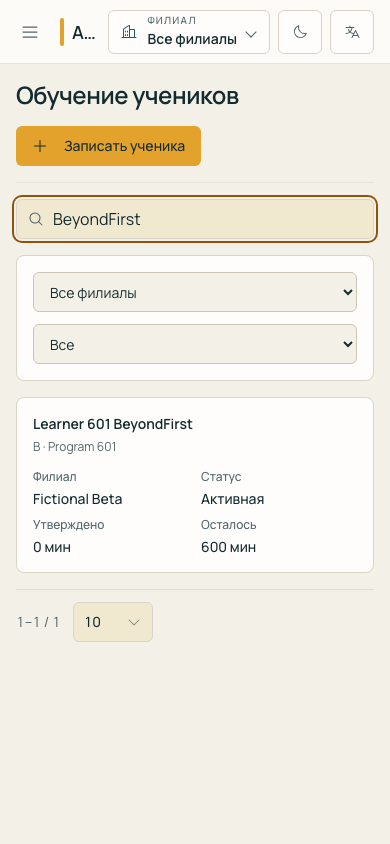 А...
ФИЛИАЛ
Все филиалы
Обучение учеников
Записать ученика
BeyondFirst
Все филиалы
Все
Learner 601 BeyondFirst
B · Program 601
Филиал
Статус
Fictional Beta
Активная
Утверждено
Осталось
0 мин
600 мин
1–1 / 1
10